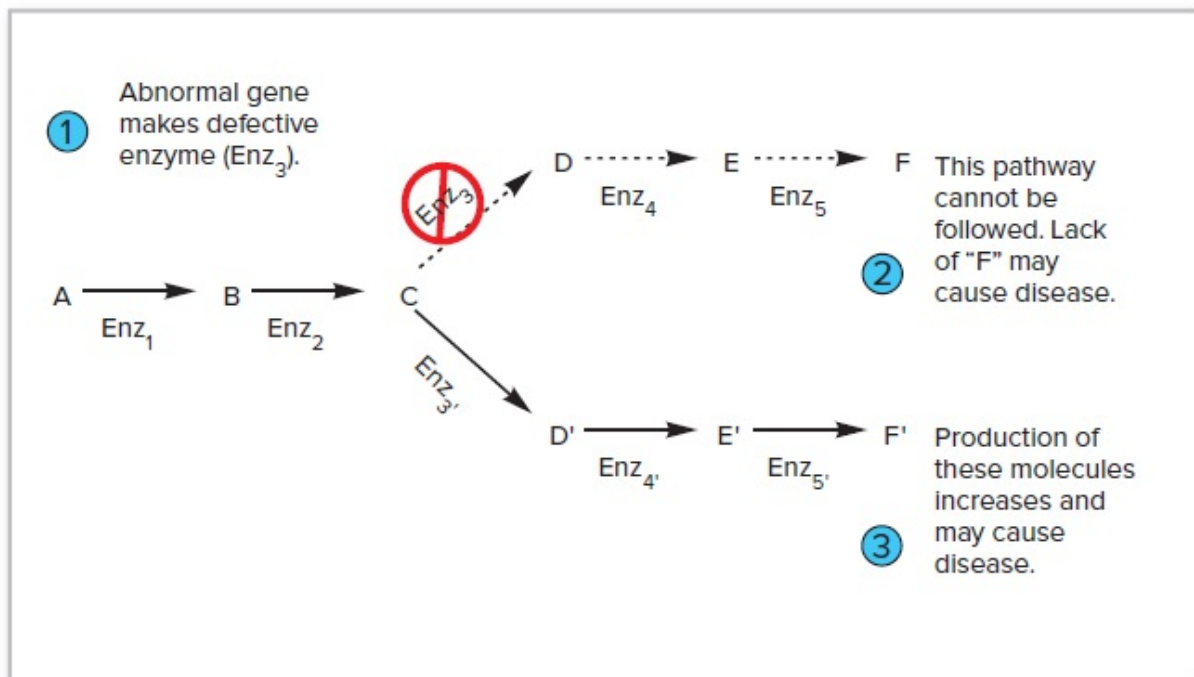 1
Abnormal gene
makes defective
enzyme (Enz₃).
Enz₃
D
Enz₄
E
Enz₅
F
This pathway
cannot be
followed. Lack
of “F” may
cause disease.
2
A
Enz₁
B
Enz₂
C
Enz₃'
D'
Enz₄'
E'
Enz₅'
F'
Production of
these molecules
increases and
may cause
disease.
3